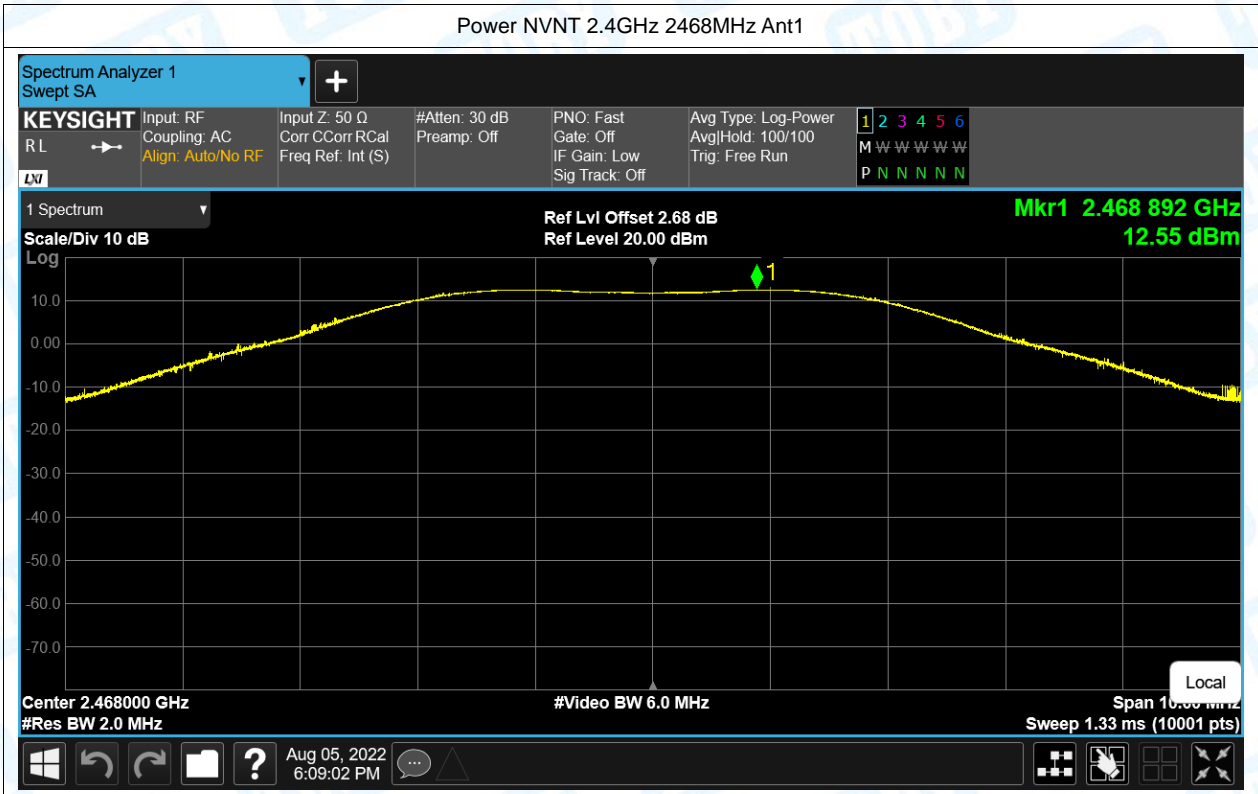 Power NVNT 2.4GHz 2468MHz Ant1
Spectrum Analyzer 1
Swept SA
KEYSIGHT
R L
LXI
Input: RF
Coupling: AC
Align: Auto/No RF
Input Z: 50 Ω
Corr CCorr RCal
Freq Ref: Int (S)
#Atten: 30 dB
Preamp: Off
PNO: Fast
Gate: Off
IF Gain: Low
Sig Track: Off
Avg Type: Log-Power
Avg|Hold: 100/100
Trig: Free Run
1 2 3 4 5 6
M W W W W W
P N N N N N
1 Spectrum
Scale/Div 10 dB
Ref Lvl Offset 2.68 dB
Ref Level 20.00 dBm
Mkr1 2.468 892 GHz
12.55 dBm
Log
1
10.0
0.00
-10.0
-20.0
-30.0
-40.0
-50.0
-60.0
-70.0
Local
Center 2.468000 GHz
#Video BW 6.0 MHz
Span 10.00 MHz
#Res BW 2.0 MHz
Sweep 1.33 ms (10001 pts)
?
Aug 05, 2022
6:09:02 PM